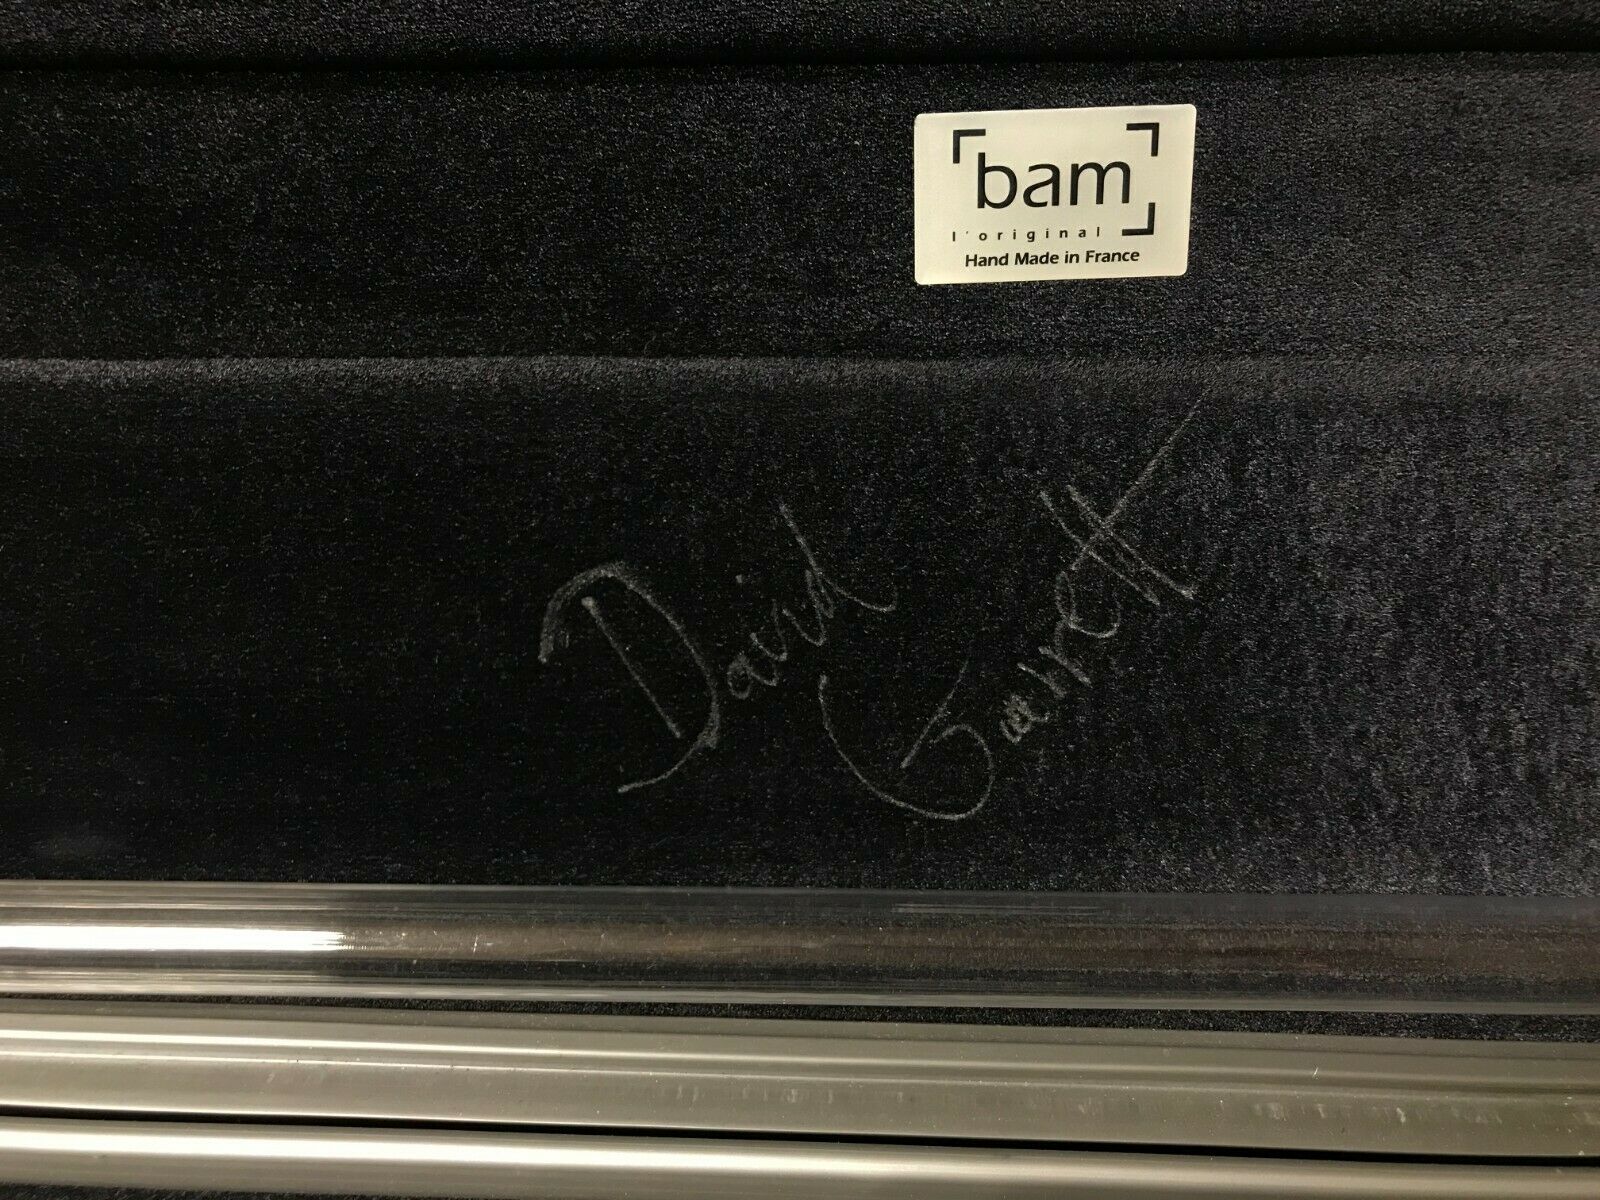 bam
l'original
Hand Made in France
David
Garrett